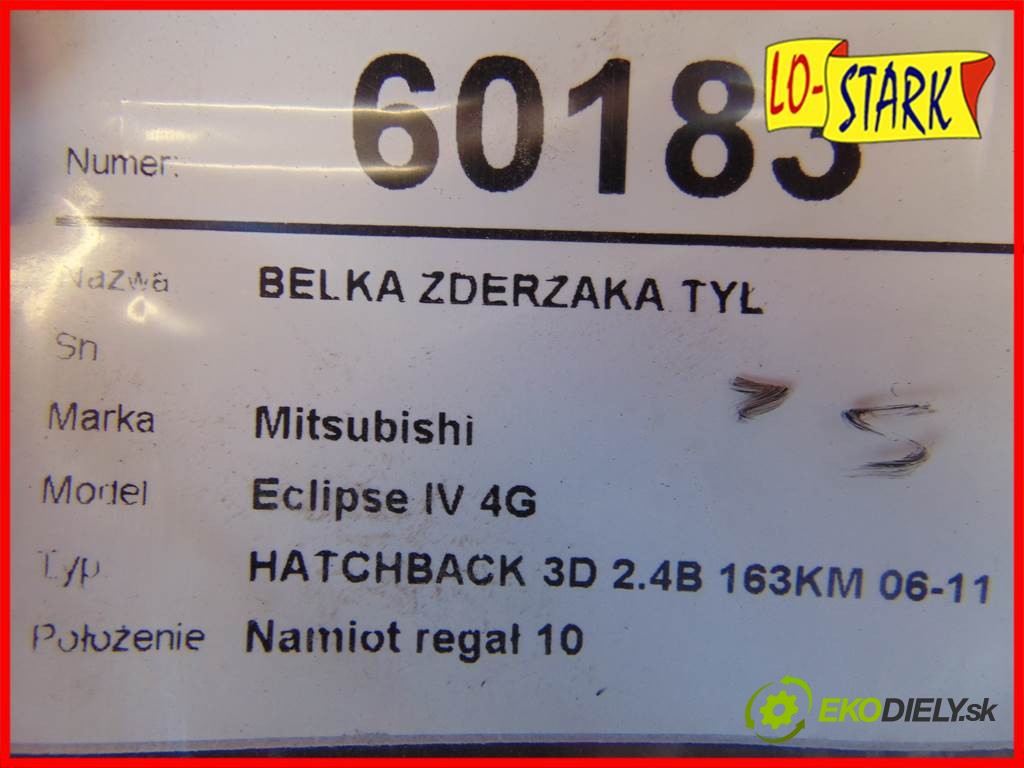 LO-STARK
Numer:
Nazwa BELKA ZDERZAKA TYŁ
Sn
Marka Mitsubishi
Model Eclipse IV 4G
Typ HATCHBACK 3D 2.4B 163KM 06-11
Położenie Namiot regał 10
EKODIELY.sk